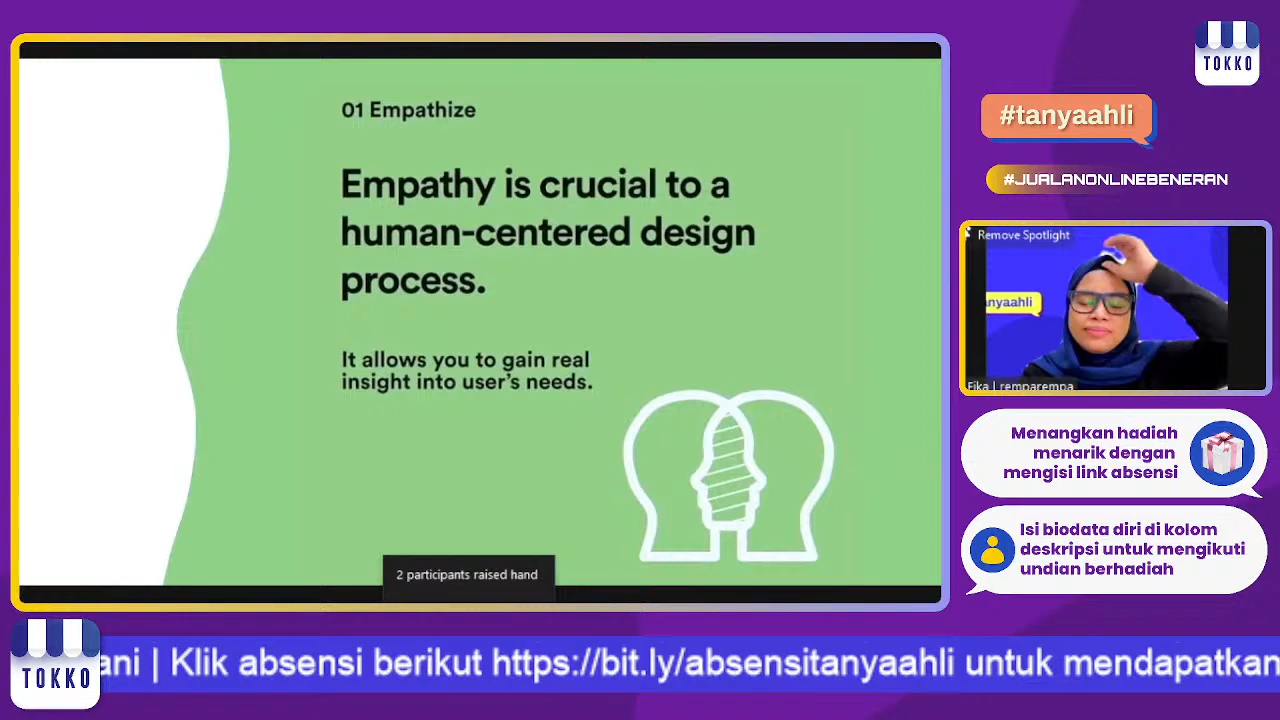 01 Empathize
Empathy is crucial to a
human-centered design
process.
It allows you to gain real
insight into user's needs.
2 participants raised hand
TOKKO
#tanyaahli
#JUALANONLINEBENERAN
Remove Spotlight
anyaahli
Fika | remparempa
Menangkan hadiah
menarik dengan
mengisi link absensi
Isi biodata diri di kolom
deskripsi untuk mengikuti
undian berhadiah
TOKKO
ani | Klik absensi berikut https://bit.ly/absensitanyaahli untuk mendapatkan